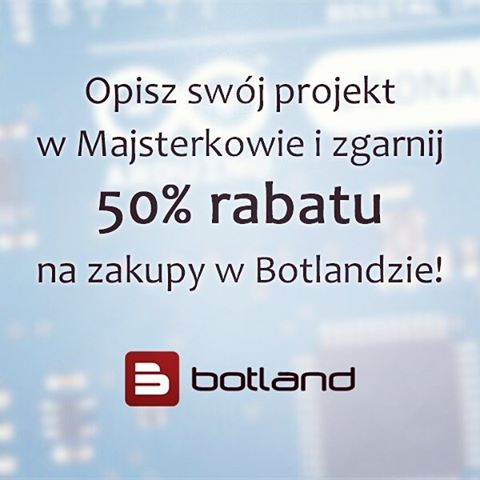 Opisz swój projekt
w Majsterkowie i zgarnij
50% rabatu
na zakupy w Botlandzie!
botland